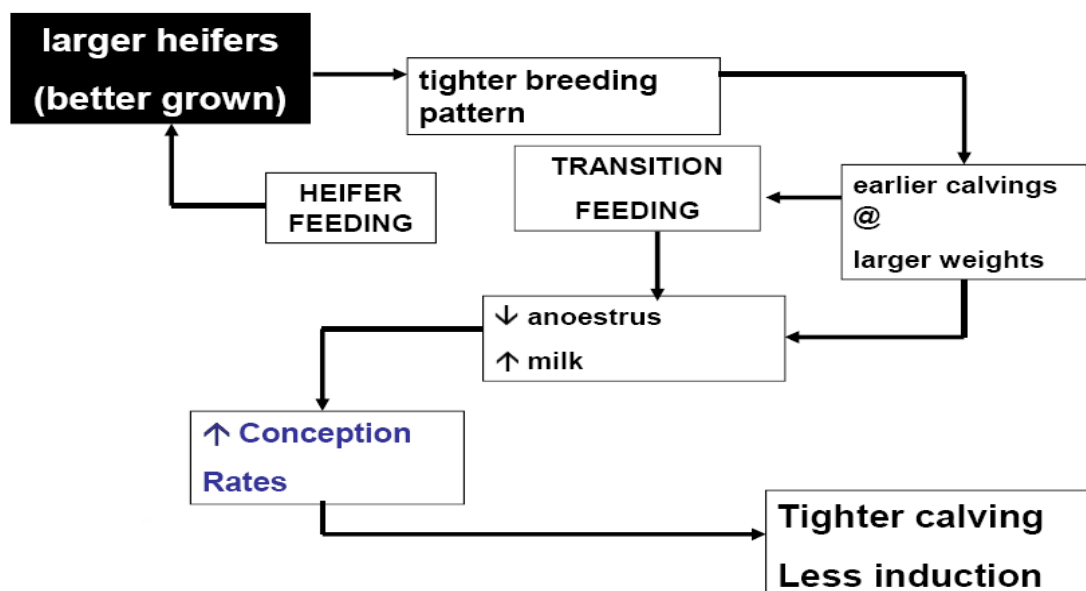 larger heifers
(better grown)
tighter breeding
pattern
TRANSITION
FEEDING
HEIFER
FEEDING
earlier calvings
@
larger weights
↓ anoestrus
↑ milk
↑ Conception
Rates
Tighter calving
Less induction